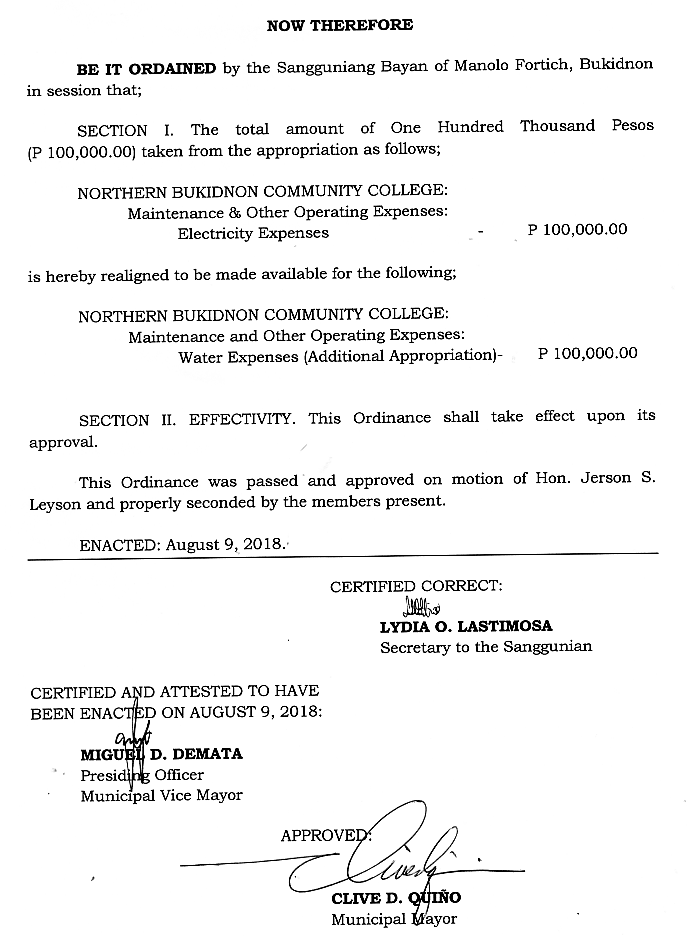 NOW THEREFORE
BE IT ORDAINED by the Sangguniang Bayan of Manolo Fortich, Bukidnon
in session that;
SECTION I. The total amount of One Hundred Thousand Pesos
(P 100,000.00) taken from the appropriation as follows;
NORTHERN BUKIDNON COMMUNITY COLLEGE:
Maintenance & Other Operating Expenses:
Electricity Expenses - P 100,000.00
is hereby realigned to be made available for the following;
NORTHERN BUKIDNON COMMUNITY COLLEGE:
Maintenance and Other Operating Expenses:
Water Expenses (Additional Appropriation)- P 100,000.00
SECTION II. EFFECTIVITY. This Ordinance shall take effect upon its
approval.
This Ordinance was passed and approved on motion of Hon. Jerson S.
Leyson and properly seconded by the members present.
ENACTED: August 9, 2018.
CERTIFIED CORRECT:
LYDIA O. LASTIMOSA
Secretary to the Sanggunian
CERTIFIED AND ATTESTED TO HAVE
BEEN ENACTED ON AUGUST 9, 2018:
MIGUEL D. DEMATA
Presiding Officer
Municipal Vice Mayor
APPROVED:
CLIVE D. QUIÑO
Municipal Mayor